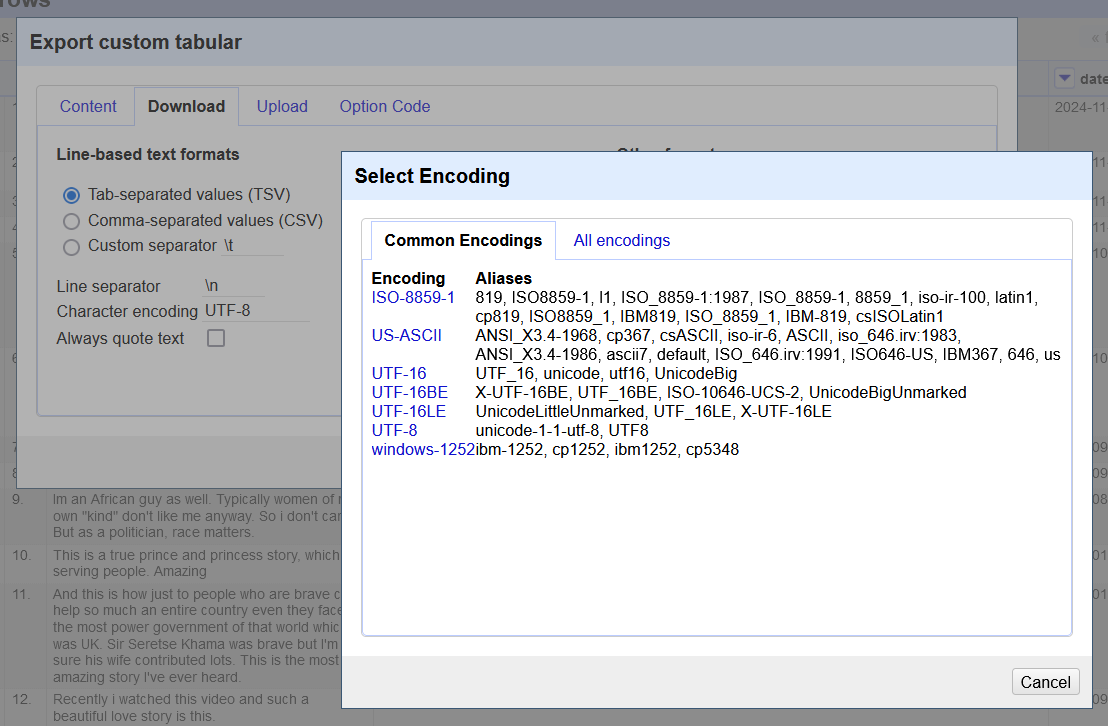 rows
Export custom tabular
Content Download Upload Option Code
Line-based text formats
Tab-separated values (TSV)
Comma-separated values (CSV)
Custom separator \t
Line separator \n
Character encoding UTF-8
Always quote text
Select Encoding
Common Encodings All encodings
Encoding Aliases
ISO-8859-1 819, ISO8859-1, l1, ISO_8859-1:1987, ISO_8859-1, 8859_1, iso-ir-100, latin1,
cp819, ISO8859_1, IBM819, ISO_8859_1, IBM-819, csISOLatin1
US-ASCII ANSI_X3.4-1968, cp367, csASCII, iso-ir-6, ASCII, iso_646.irv:1983,
ANSI_X3.4-1986, ascii7, default, ISO_646.irv:1991, ISO646-US, IBM367, 646, us
UTF-16 UTF_16, unicode, utf16, UnicodeBig
UTF-16BE X-UTF-16BE, UTF_16BE, ISO-10646-UCS-2, UnicodeBigUnmarked
UTF-16LE UnicodeLittleUnmarked, UTF_16LE, X-UTF-16LE
UTF-8 unicode-1-1-utf-8, UTF8
windows-1252 ibm-1252, cp1252, ibm1252, cp5348
Cancel
date
2024-11
9. Im an African guy as well. Typically women of
own "kind" don't like me anyway. So i don't
But as a politician, race matters.
10. This is a true prince and princess story, which
serving people. Amazing
11. And this is how just to people who are brave
help so much an entire country even they face
the most power government of that world
was UK. Sir Seretse Khama was brave but I'm
sure his wife contributed lots. This is the most
amazing story I've ever heard.
12. Recently i watched this video and such a
beautiful love story is this.